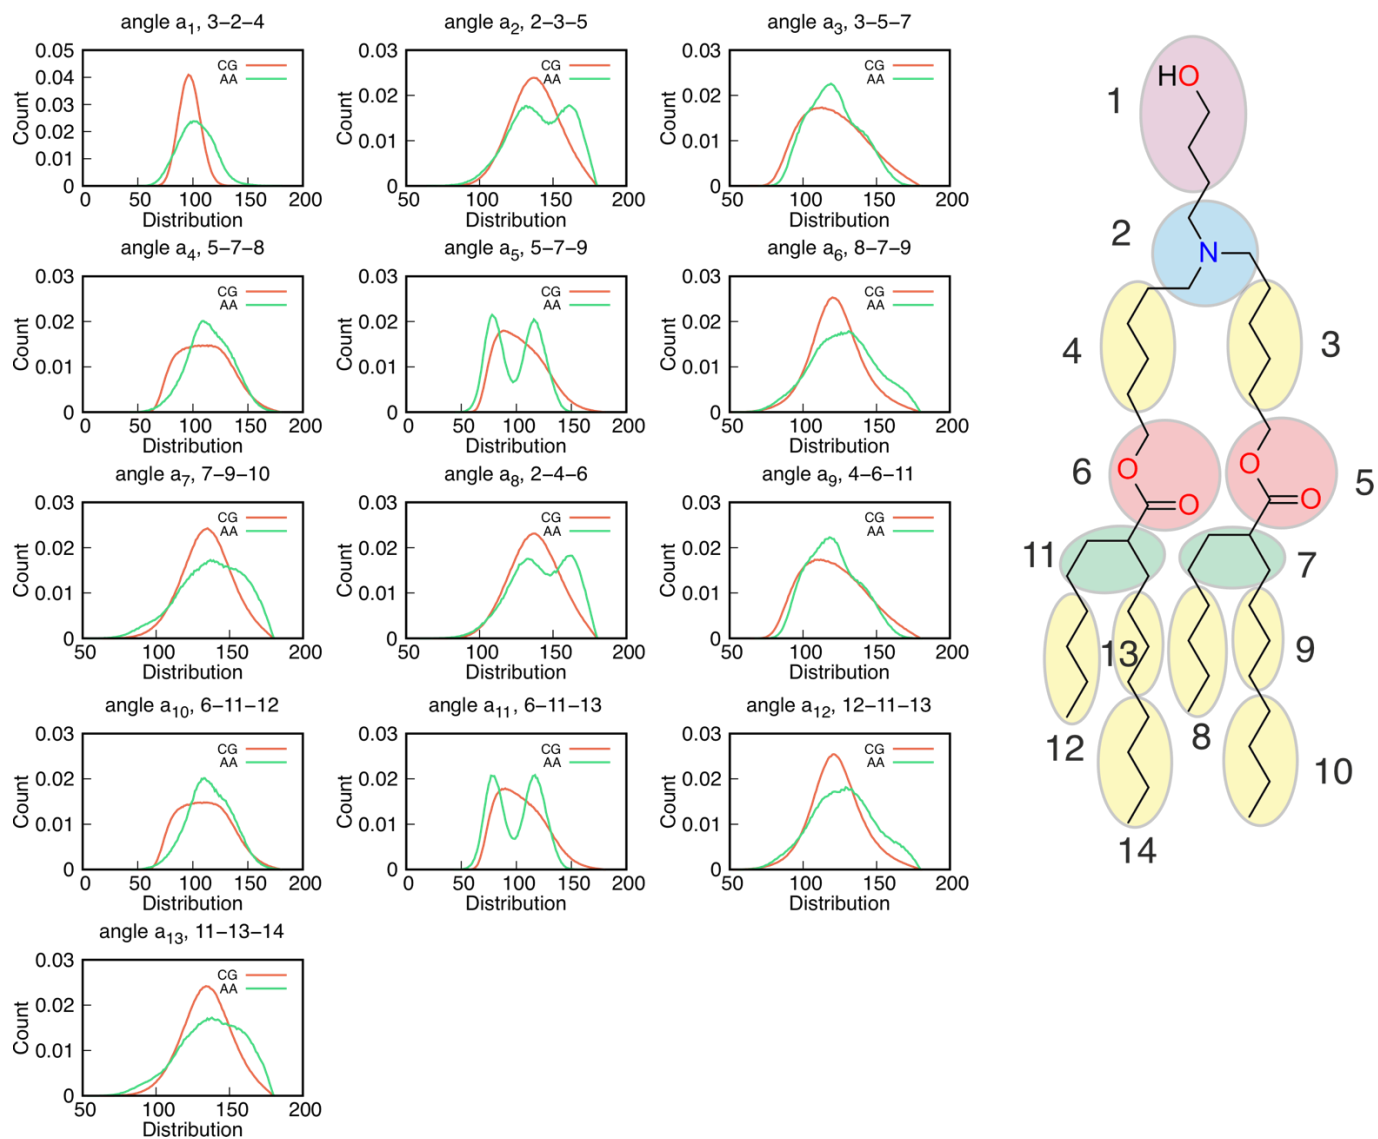 angle a1, 3−2−4
0.05
0.04
0.03
0.02
0.01
0
Count
CG
AA
0 50 100 150 200
Distribution
angle a2, 2−3−5
0.03
0.02
0.01
0
Count
CG
AA
50 100 150 200
Distribution
angle a3, 3−5−7
0.03
0.02
0.01
0
Count
CG
AA
50 100 150 200
Distribution
angle a4, 5−7−8
0.03
0.02
0.01
0
Count
CG
AA
0 50 100 150 200
Distribution
angle a5, 5−7−9
0.03
0.02
0.01
0
Count
CG
AA
0 50 100 150 200
Distribution
angle a6, 8−7−9
0.03
0.02
0.01
0
Count
CG
AA
50 100 150 200
Distribution
angle a7, 7−9−10
0.03
0.02
0.01
0
Count
CG
AA
50 100 150 200
Distribution
angle a8, 2−4−6
0.03
0.02
0.01
0
Count
CG
AA
50 100 150 200
Distribution
angle a9, 4−6−11
0.03
0.02
0.01
0
Count
CG
AA
50 100 150 200
Distribution
angle a10, 6−11−12
0.03
0.02
0.01
0
Count
CG
AA
0 50 100 150 200
Distribution
angle a11, 6−11−13
0.03
0.02
0.01
0
Count
CG
AA
0 50 100 150 200
Distribution
angle a12, 12−11−13
0.03
0.02
0.01
0
Count
CG
AA
50 100 150 200
Distribution
angle a13, 11−13−14
0.03
0.02
0.01
0
Count
CG
AA
50 100 150 200
Distribution
HO
1
2
N
4
3
6
O
O
5
O
O
11
7
13
9
12
8
10
14